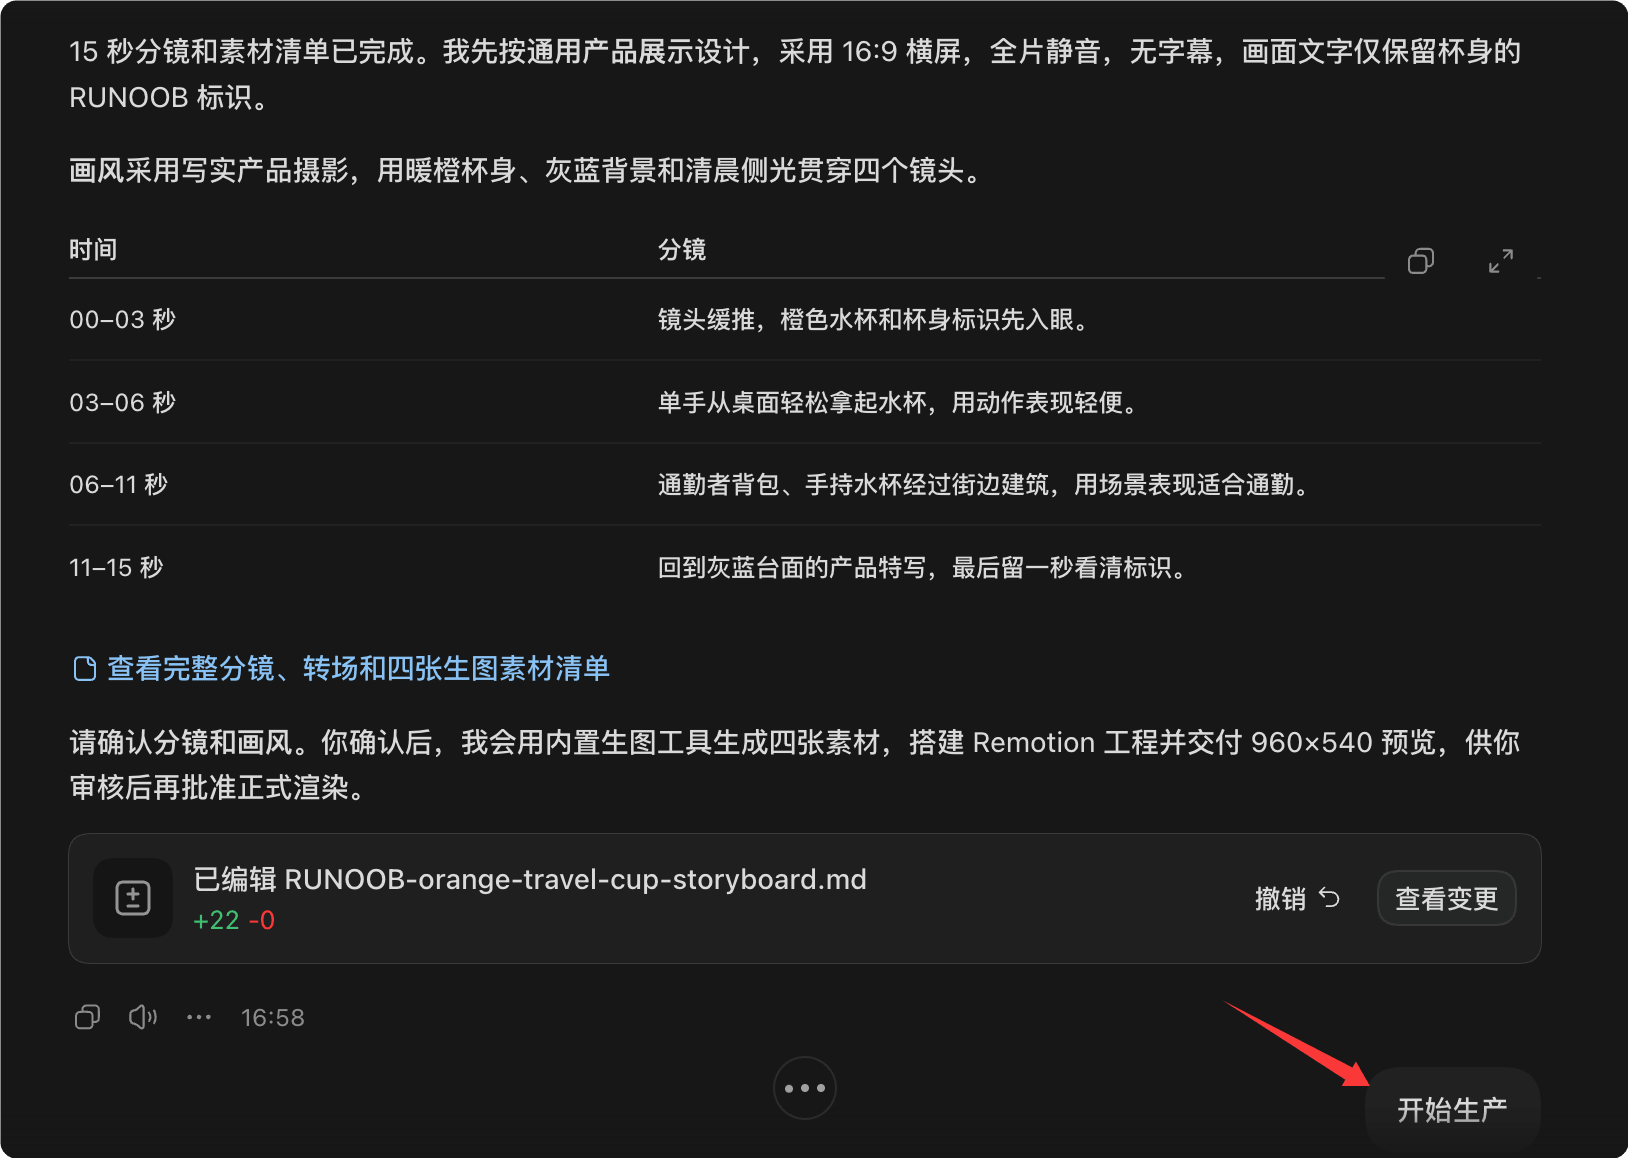 15 秒分镜和素材清单已完成。我先按通用产品展示设计，采用 16:9 横屏，全片静音，无字幕，画面文字仅保留杯身的
RUNOOB 标识。
画风采用写实产品摄影，用暖橙杯身、灰蓝背景和清晨侧光贯穿四个镜头。
时间 分镜
00–03 秒 镜头缓推，橙色水杯和杯身标识先入眼。
03–06 秒 单手从桌面轻松拿起水杯，用动作表现轻便。
06–11 秒 通勤者背包、手持水杯经过街边建筑，用场景表现适合通勤。
11–15 秒 回到灰蓝台面的产品特写，最后留一秒看清标识。
查看完整分镜、转场和四张生图素材清单
请确认分镜和画风。你确认后，我会用内置生图工具生成四张素材，搭建 Remotion 工程并交付 960×540 预览，供你
审核后再批准正式渲染。
已编辑 RUNOOB-orange-travel-cup-storyboard.md
+22 -0
撤销 查看变更
16:58
开始生产